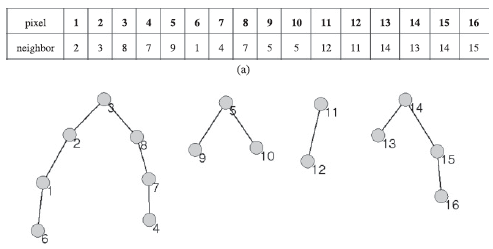 pixel 1 2 3 4 5 6 7 8 9 10 11 12 13 14 15 16
neighbor 2 3 8 7 9 1 4 7 5 5 12 11 14 13 14 15
(a)
3 5 11 14
2 8 9 10 12 13 15
1 7 16
6 4